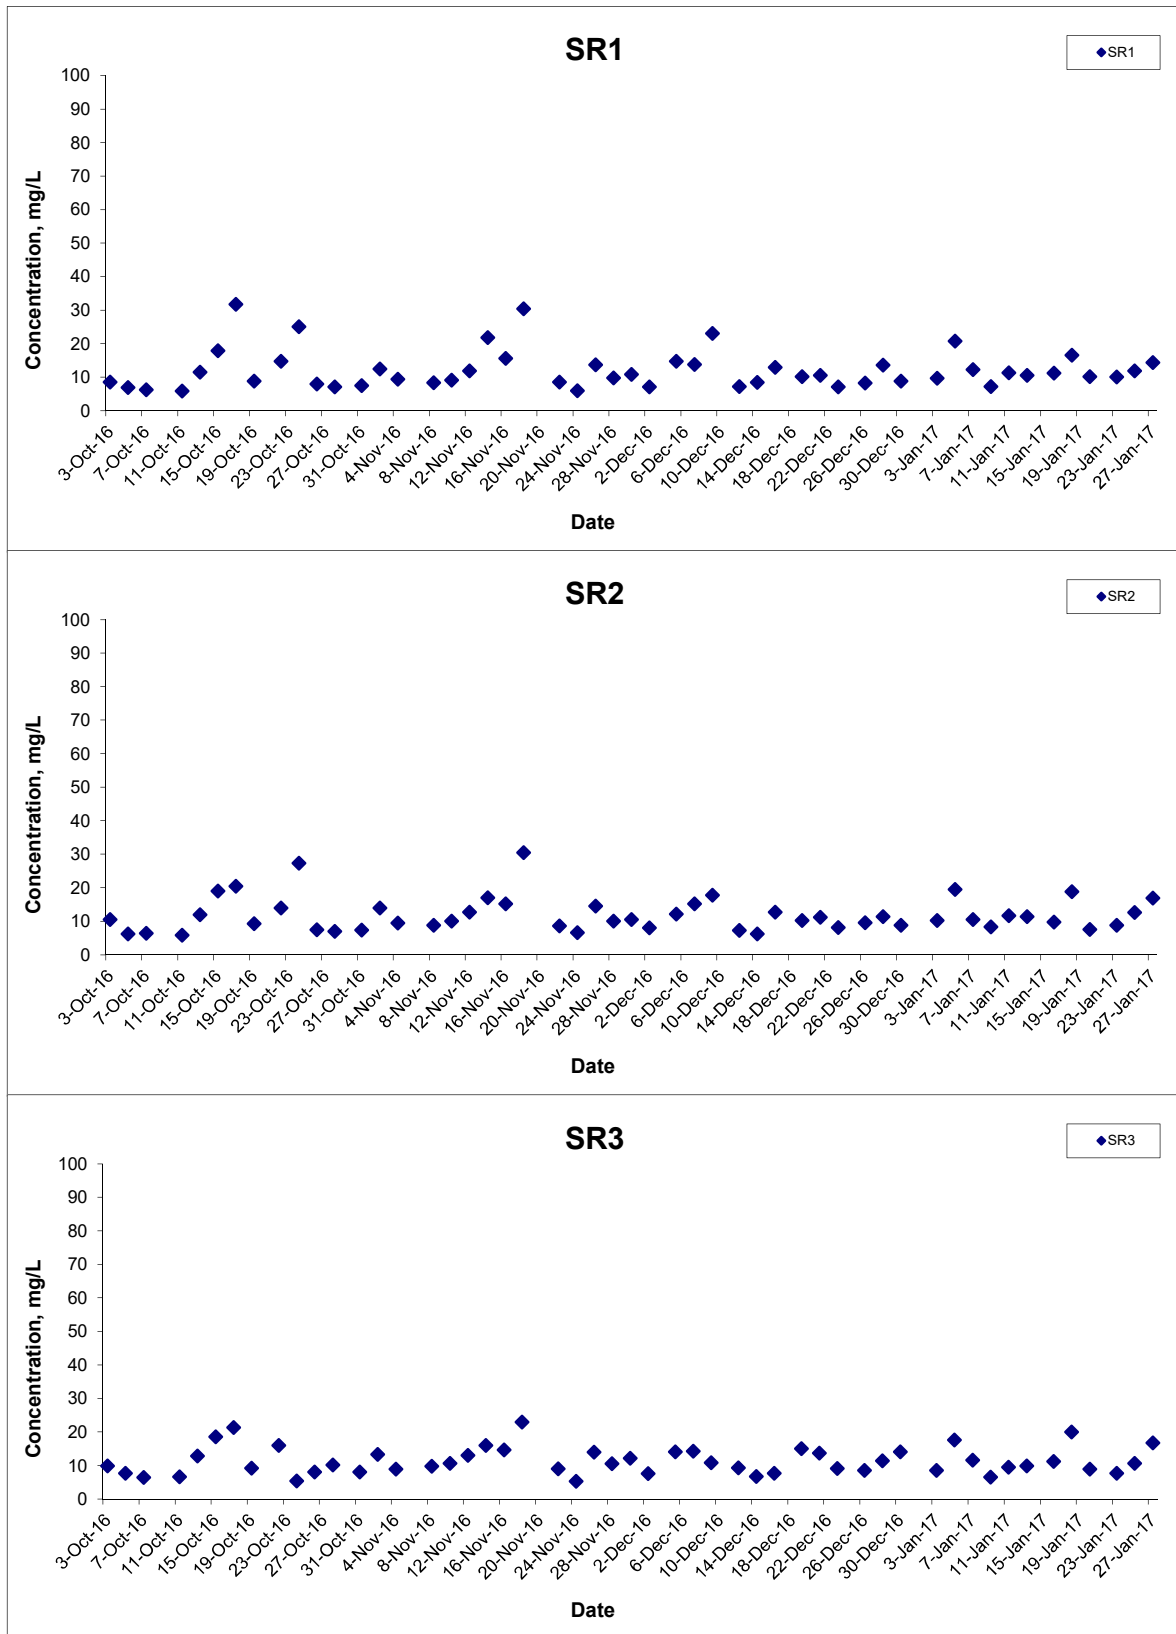 SR1
SR1
100
90
80
70
60
50
40
30
20
10
0
Concentration, mg/L
3-Oct-16
7-Oct-16
11-Oct-16
15-Oct-16
19-Oct-16
23-Oct-16
27-Oct-16
31-Oct-16
4-Nov-16
8-Nov-16
12-Nov-16
16-Nov-16
20-Nov-16
24-Nov-16
28-Nov-16
2-Dec-16
6-Dec-16
10-Dec-16
14-Dec-16
18-Dec-16
22-Dec-16
26-Dec-16
30-Dec-16
3-Jan-17
7-Jan-17
11-Jan-17
15-Jan-17
19-Jan-17
23-Jan-17
27-Jan-17
Date
SR2
SR2
100
90
80
70
60
50
40
30
20
10
0
Concentration, mg/L
3-Oct-16
7-Oct-16
11-Oct-16
15-Oct-16
19-Oct-16
23-Oct-16
27-Oct-16
31-Oct-16
4-Nov-16
8-Nov-16
12-Nov-16
16-Nov-16
20-Nov-16
24-Nov-16
28-Nov-16
2-Dec-16
6-Dec-16
10-Dec-16
14-Dec-16
18-Dec-16
22-Dec-16
26-Dec-16
30-Dec-16
3-Jan-17
7-Jan-17
11-Jan-17
15-Jan-17
19-Jan-17
23-Jan-17
27-Jan-17
Date
SR3
SR3
100
90
80
70
60
50
40
30
20
10
0
Concentration, mg/L
3-Oct-16
7-Oct-16
11-Oct-16
15-Oct-16
19-Oct-16
23-Oct-16
27-Oct-16
31-Oct-16
4-Nov-16
8-Nov-16
12-Nov-16
16-Nov-16
20-Nov-16
24-Nov-16
28-Nov-16
2-Dec-16
6-Dec-16
10-Dec-16
14-Dec-16
18-Dec-16
22-Dec-16
26-Dec-16
30-Dec-16
3-Jan-17
7-Jan-17
11-Jan-17
15-Jan-17
19-Jan-17
23-Jan-17
27-Jan-17
Date